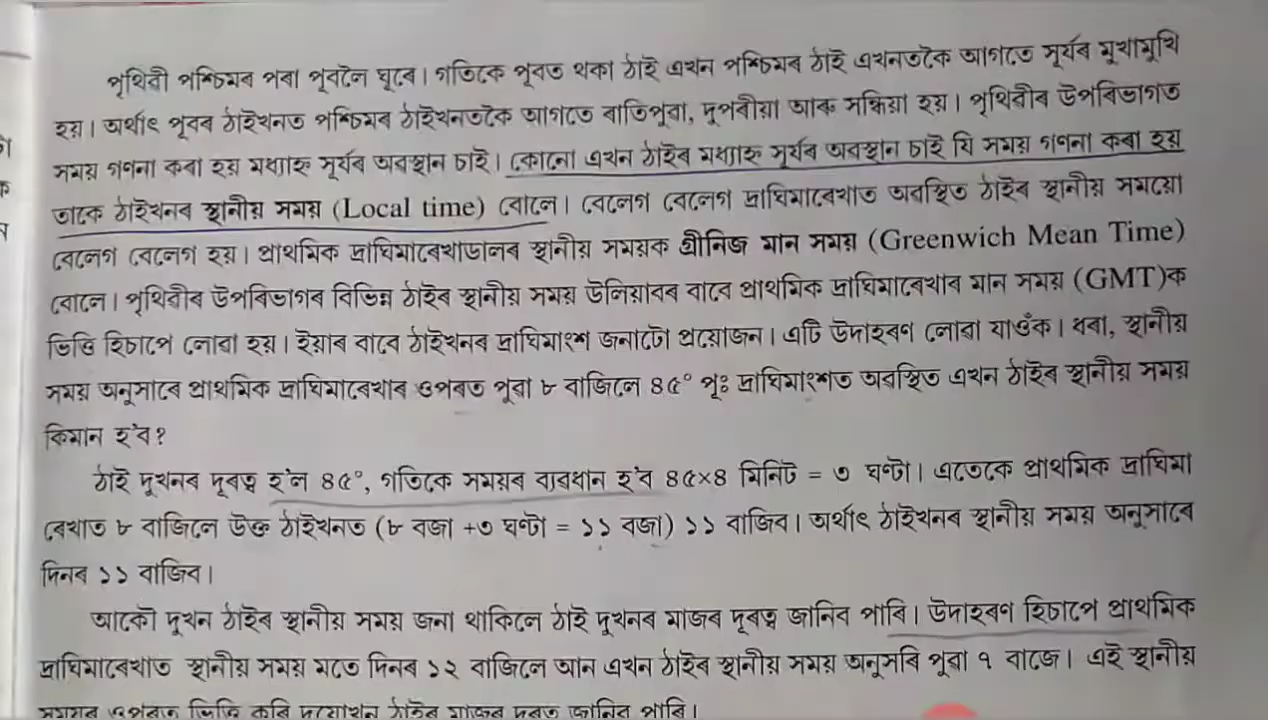 পৃথিৱী পশ্চিমৰ পৰা পূবলৈ ঘূৰে। গতিকে পূবত থকা ঠাই এখন পশ্চিমৰ ঠাই এখনতকৈ আগতে সূৰ্যৰ মুখামুখি
হয়। অৰ্থাৎ পূবৰ ঠাইখনত পশ্চিমৰ ঠাইখনতকৈ আগতে ৰাতিপুৱা, দুপৰীয়া আৰু সন্ধিয়া হয়। পৃথিৱীৰ উপৰিভাগত
সময় গণনা কৰা হয় মধ্যাহ্ন সূৰ্যৰ অৱস্থান চাই। কোনো এখন ঠাইৰ মধ্যাহ্ন সূৰ্যৰ অৱস্থান চাই যি সময় গণনা কৰা হয়
তাকে ঠাইখনৰ স্থানীয় সময় (Local time) বোলে। বেলেগ বেলেগ দ্ৰাঘিমাৰেখাত অৱস্থিত ঠাইৰ স্থানীয় সময়ো
বেলেগ বেলেগ হয়। প্ৰাথমিক দ্ৰাঘিমাৰেখাডালৰ স্থানীয় সময়ক গ্ৰীনিজ মান সময় (Greenwich Mean Time)
বোলে। পৃথিৱীৰ উপৰিভাগৰ বিভিন্ন ঠাইৰ স্থানীয় সময় উলিয়াবৰ বাবে প্ৰাথমিক দ্ৰাঘিমাৰেখাৰ মান সময় (GMT)ক
ভিত্তি হিচাপে লোৱা হয়। ইয়াৰ বাবে ঠাইখনৰ দ্ৰাঘিমাংশ জনাটো প্ৰয়োজন। এটি উদাহৰণ লোৱা যাওঁক। ধৰা, স্থানীয়
সময় অনুসাৰে প্ৰাথমিক দ্ৰাঘিমাৰেখাৰ ওপৰত পুৱা ৮ বাজিলে ৪৫° পূঃ দ্ৰাঘিমাংশত অৱস্থিত এখন ঠাইৰ স্থানীয় সময়
কিমান হ'ব?
ঠাই দুখনৰ দূৰত্ব হ'ল ৪৫°, গতিকে সময়ৰ ব্যৱধান হ'ব ৪৫×৪ মিনিট = ৩ ঘণ্টা। এতেকে প্ৰাথমিক দ্ৰাঘিমা
ৰেখাত ৮ বাজিলে উক্ত ঠাইখনত (৮ বজা +৩ ঘণ্টা = ১১ বজা) ১১ বাজিব। অৰ্থাৎ ঠাইখনৰ স্থানীয় সময় অনুসাৰে
দিনৰ ১১ বাজিব।
আকৌ দুখন ঠাইৰ স্থানীয় সময় জনা থাকিলে ঠাই দুখনৰ মাজৰ দূৰত্ব জানিব পাৰি। উদাহৰণ হিচাপে প্ৰাথমিক
দ্ৰাঘিমাৰেখাত স্থানীয় সময় মতে দিনৰ ১২ বাজিলে আন এখন ঠাইৰ স্থানীয় সময় অনুসৰি পুৱা ৭ বাজে। এই স্থানীয়
সময়ৰ ওপৰত ভিত্তি কৰি দুয়োখন ঠাইৰ মাজৰ দূৰত্ব জানিব পাৰি।